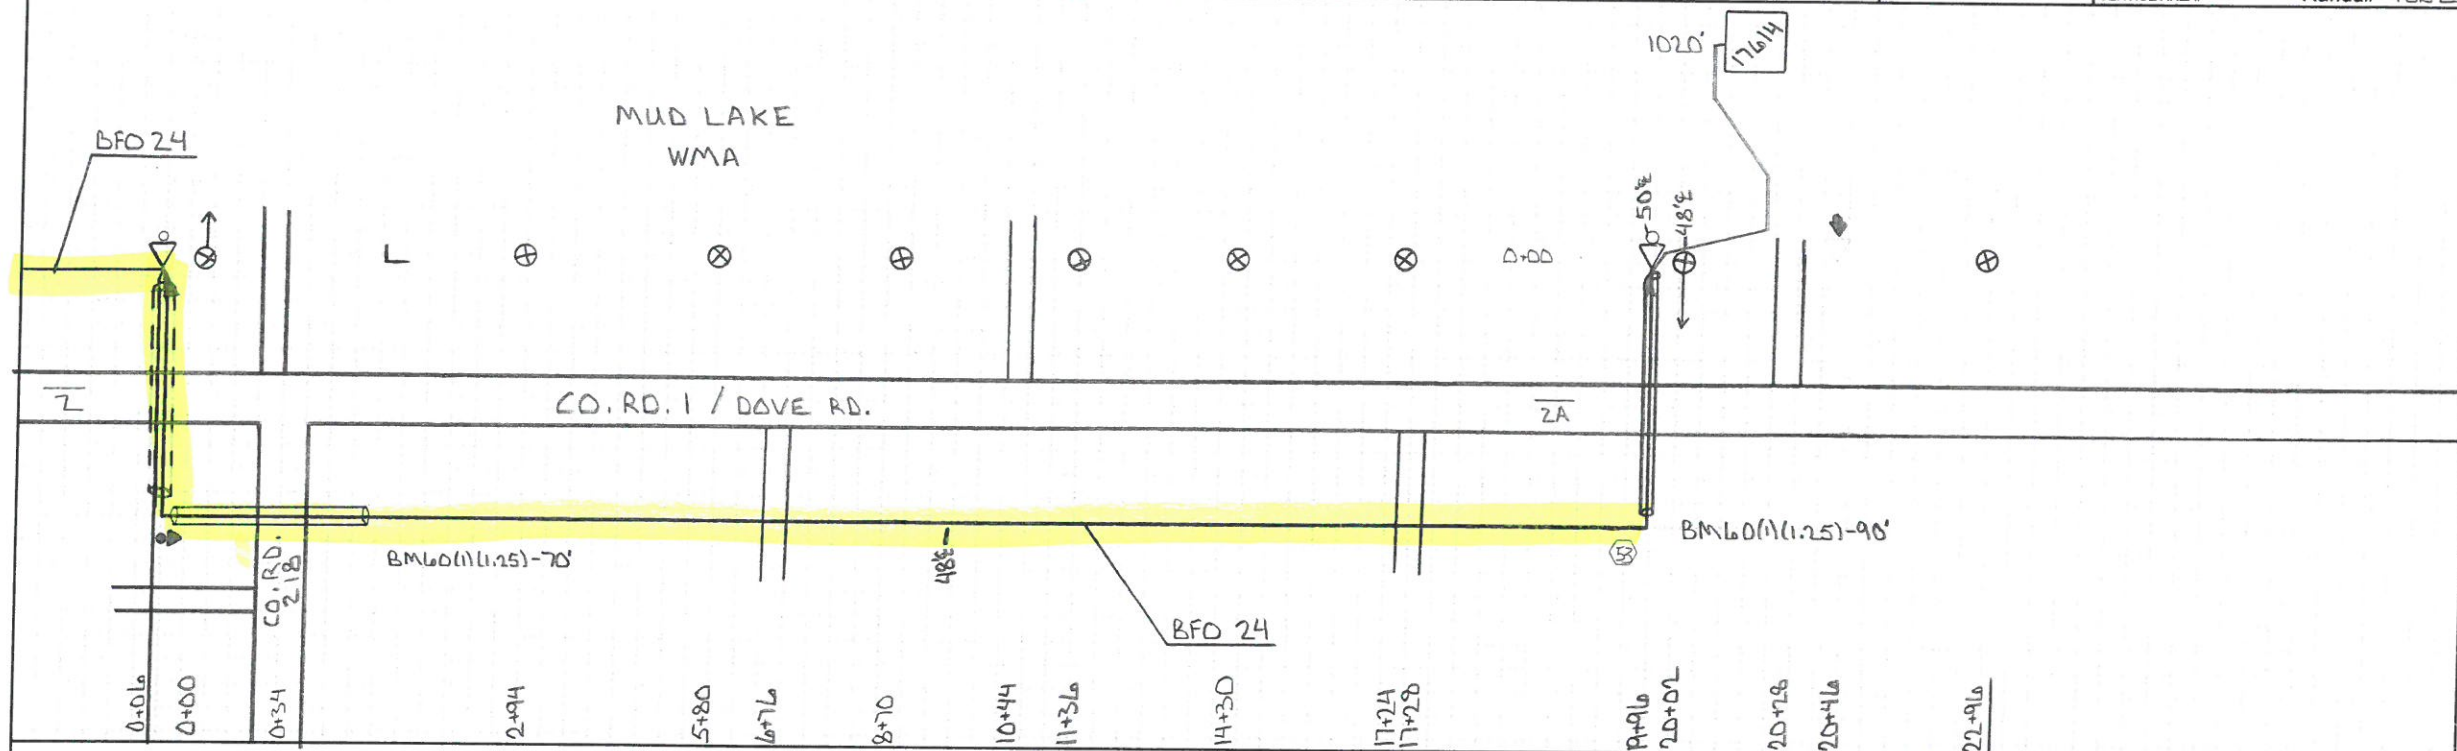 1020'
17614
MUD LAKE
WMA
BFO 24
50'℄
48'℄
L
0+00
2
CO. RD. 1 / DOVE RD.
2A
BM60(1)(1.25)-70'
48'℄
53
BM60(1)(1.25)-90'
CO. RD.
218
BFO 24
0+06
0+00
0+34
2+94
5+80
6+76
8+70
10+44
11+36
14+30
17+24
17+28
19+96
20+02
20+28
20+46
22+96